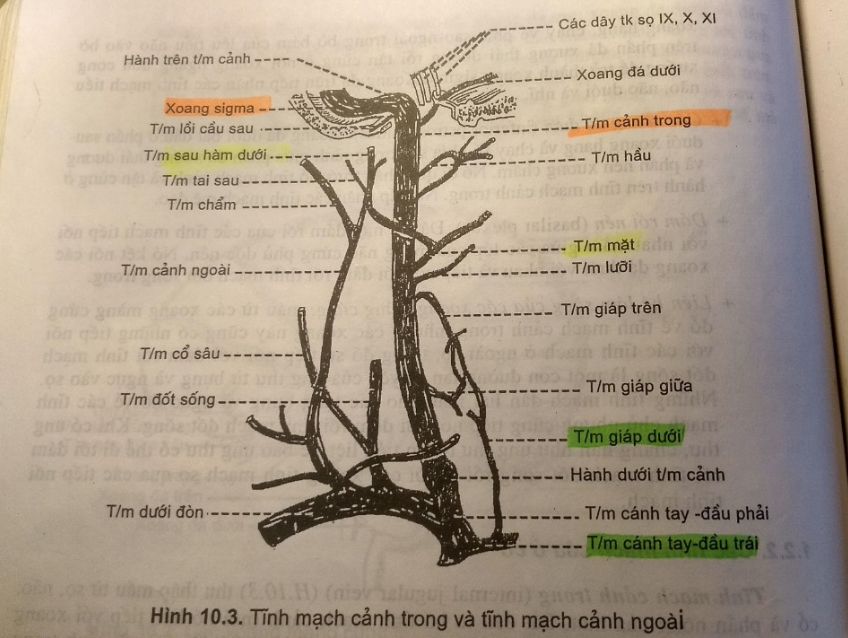 Các dây tk sọ IX, X, XI
Hành trên t/m cảnh
Xoang đá dưới
Xoang sigma
T/m cảnh trong
T/m lồi cầu sau
T/m sau hàm dưới
T/m hầu
T/m tai sau
T/m chẩm
T/m mặt
T/m cảnh ngoài
T/m lưỡi
T/m giáp trên
T/m cổ sâu
T/m giáp giữa
T/m đốt sống
T/m giáp dưới
Hành dưới t/m cảnh
T/m dưới đòn
T/m cánh tay -đầu phải
T/m cánh tay-đầu trái
Hình 10.3. Tĩnh mạch cảnh trong và tĩnh mạch cảnh ngoài